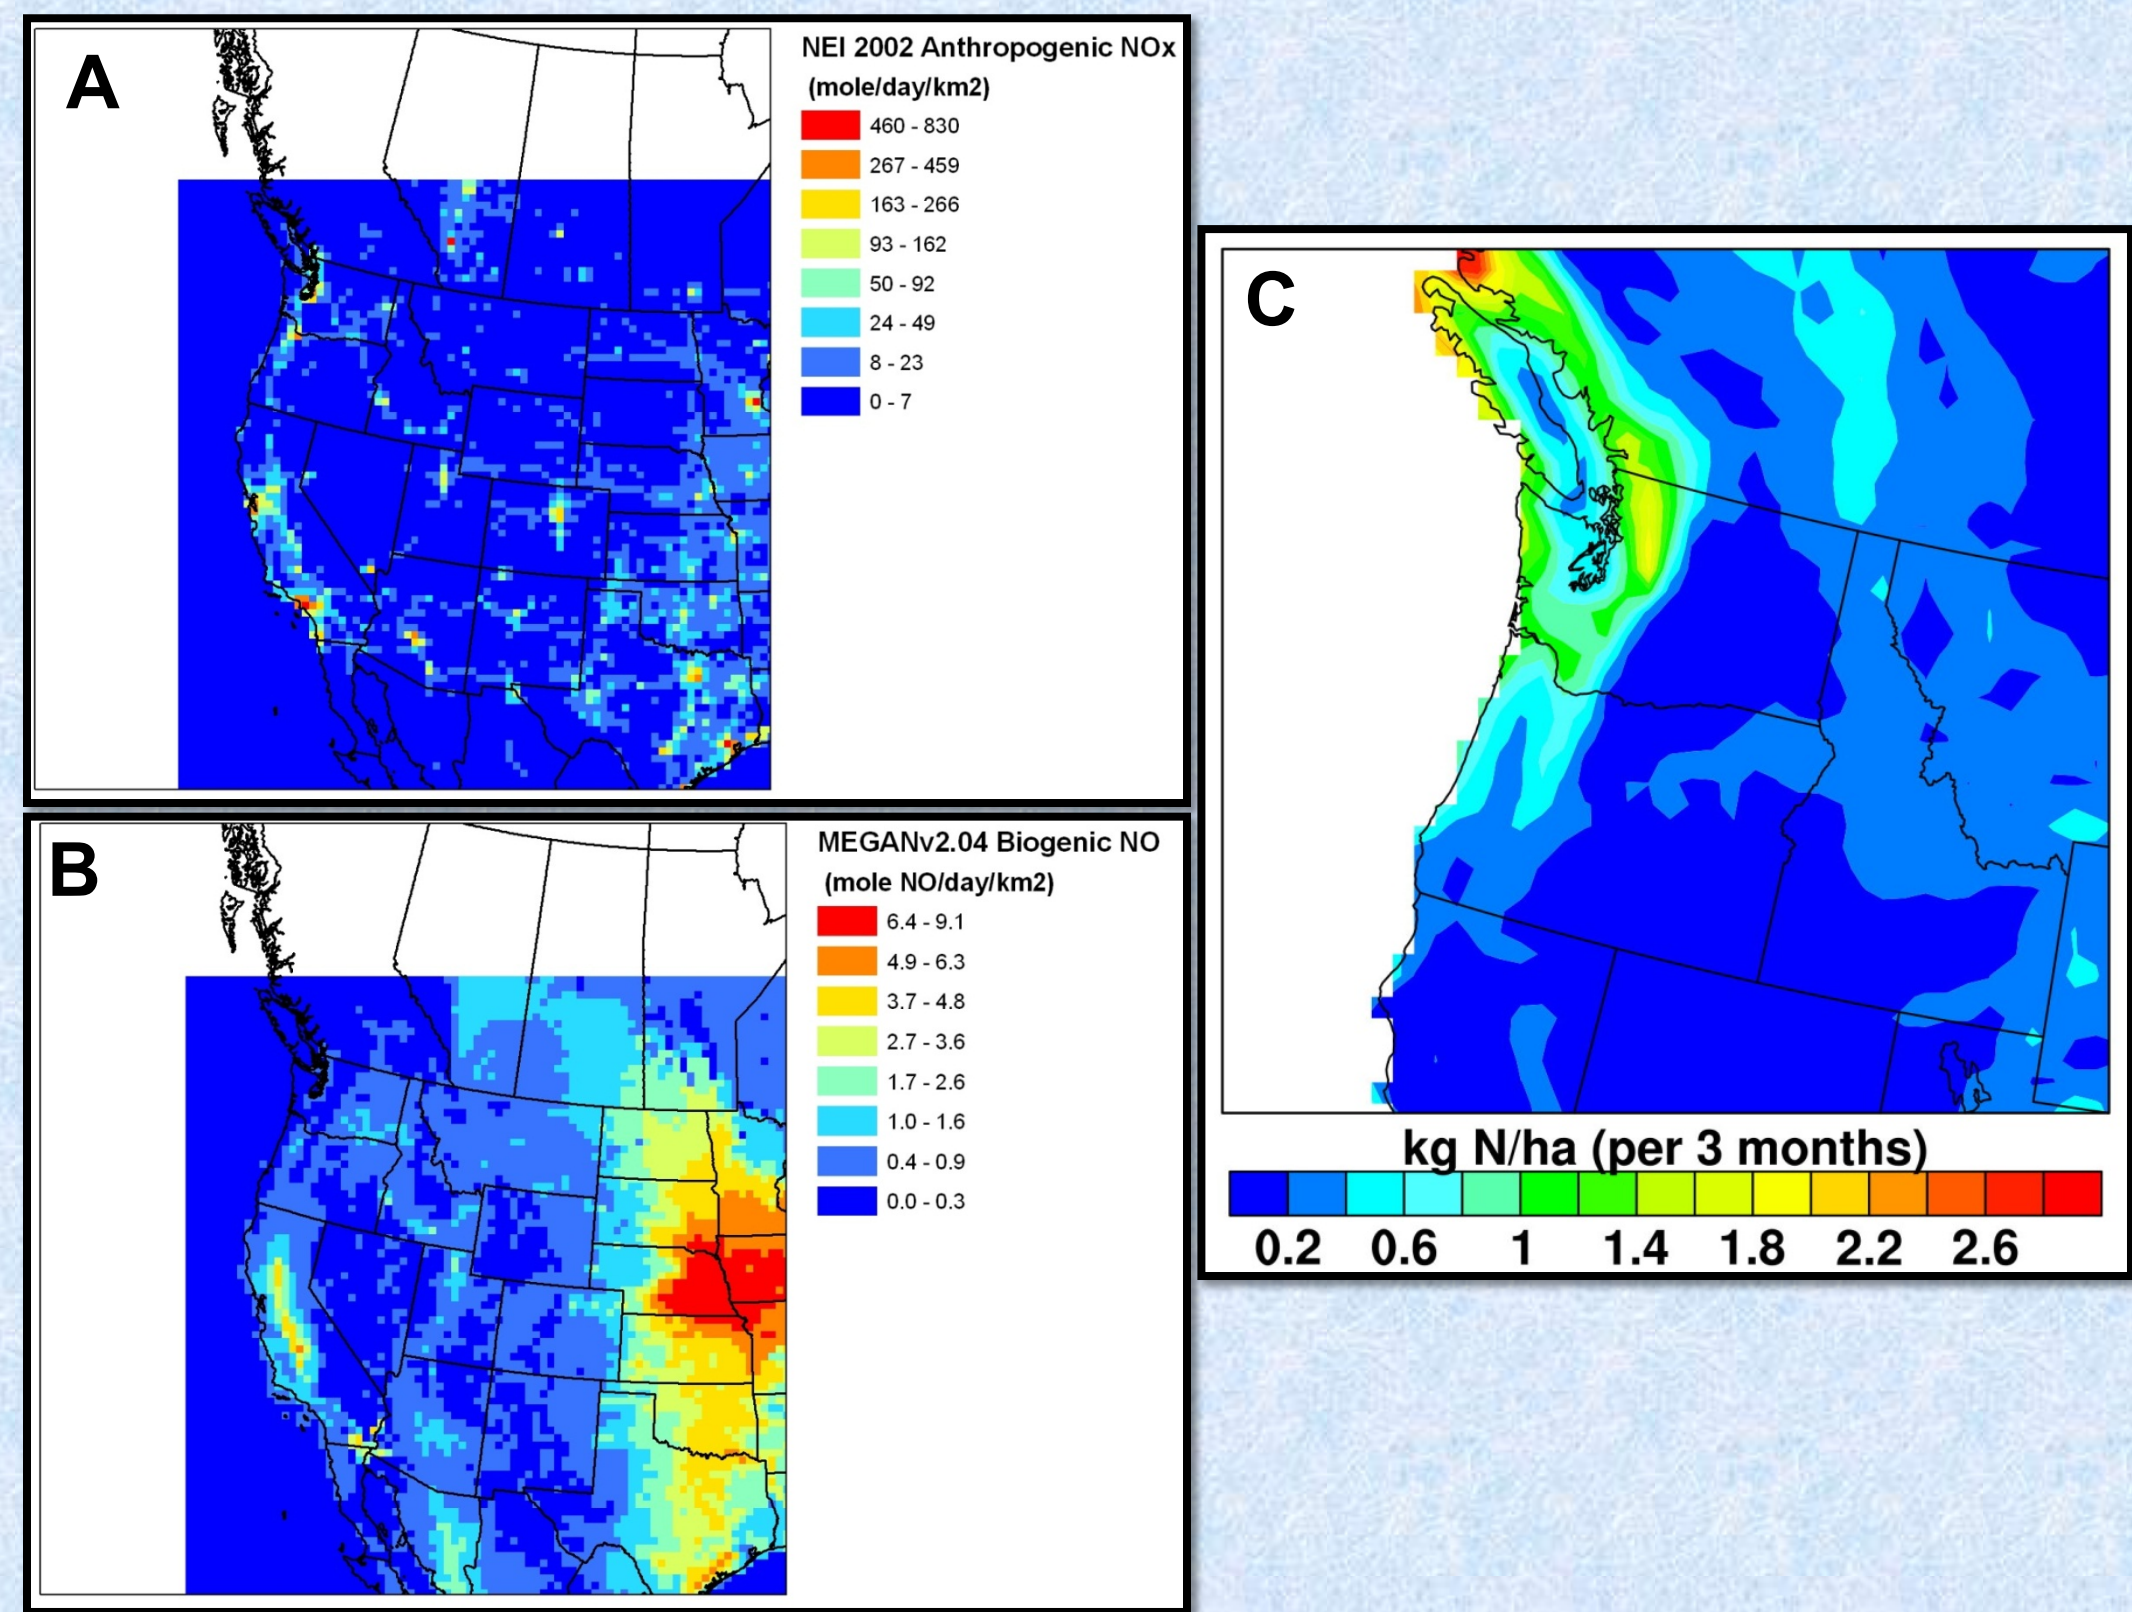 A
NEI 2002 Anthropogenic NOx
(mole/day/km2)
460 - 830
267 - 459
163 - 266
93 - 162
50 - 92
24 - 49
8 - 23
0 - 7
B
MEGANv2.04 Biogenic NO
(mole NO/day/km2)
6.4 - 9.1
4.9 - 6.3
3.7 - 4.8
2.7 - 3.6
1.7 - 2.6
1.0 - 1.6
0.4 - 0.9
0.0 - 0.3
C
kg N/ha (per 3 months)
0.2 0.6 1 1.4 1.8 2.2 2.6